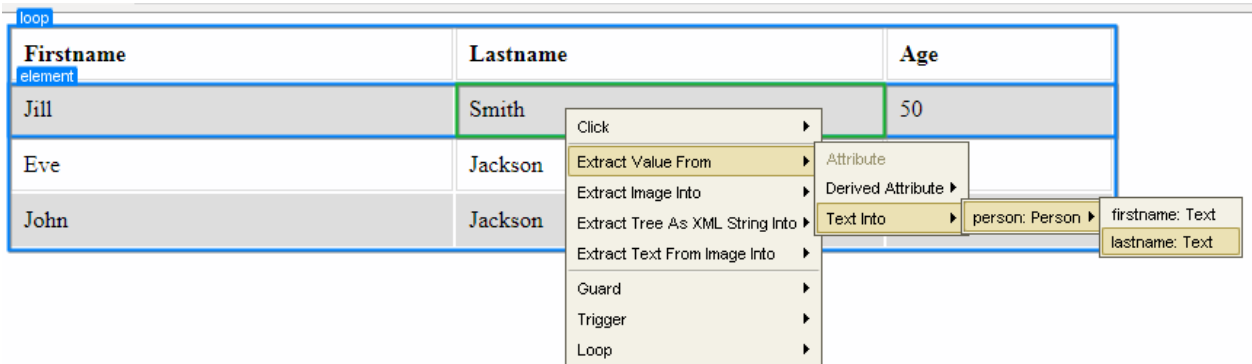 loop
Firstname Lastname Age
element
Jill Smith 50
Eve Jackson
John Jackson
Click
Extract Value From
Extract Image Into
Extract Tree As XML String Into
Extract Text From Image Into
Guard
Trigger
Loop
Attribute
Derived Attribute
Text Into
person: Person
firstname: Text
lastname: Text